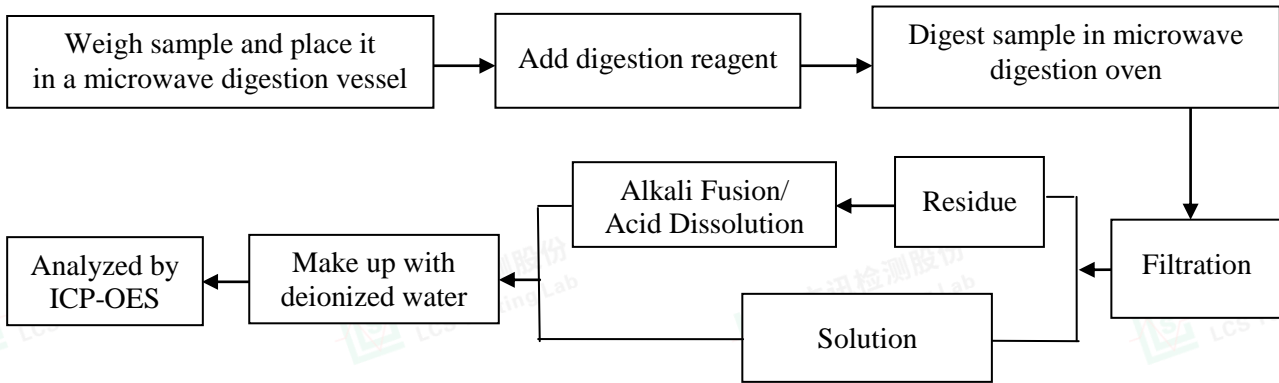 Weigh sample and place it
in a microwave digestion vessel
Add digestion reagent
Digest sample in microwave
digestion oven
Filtration
Residue
Alkali Fusion/
Acid Dissolution
Solution
Make up with
deionized water
Analyzed by
ICP-OES